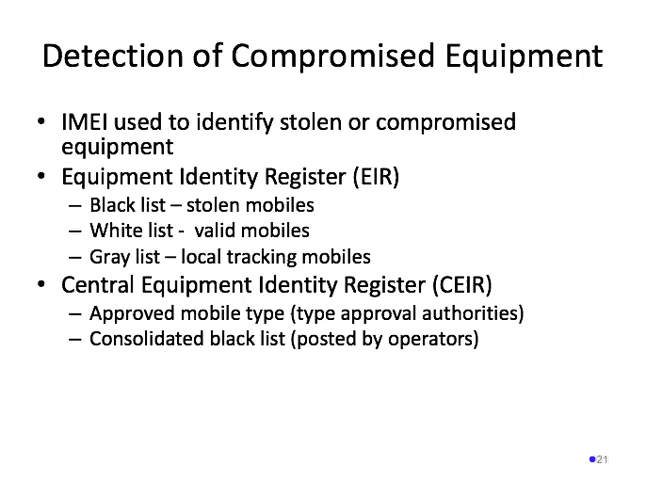 Detection of Compromised Equipment
• IMEI used to identify stolen or compromised
equipment
• Equipment Identity Register (EIR)
– Black list – stolen mobiles
– White list -  valid mobiles
– Gray list – local tracking mobiles
• Central Equipment Identity Register (CEIR)
– Approved mobile type (type approval authorities)
– Consolidated black list (posted by operators)
•21